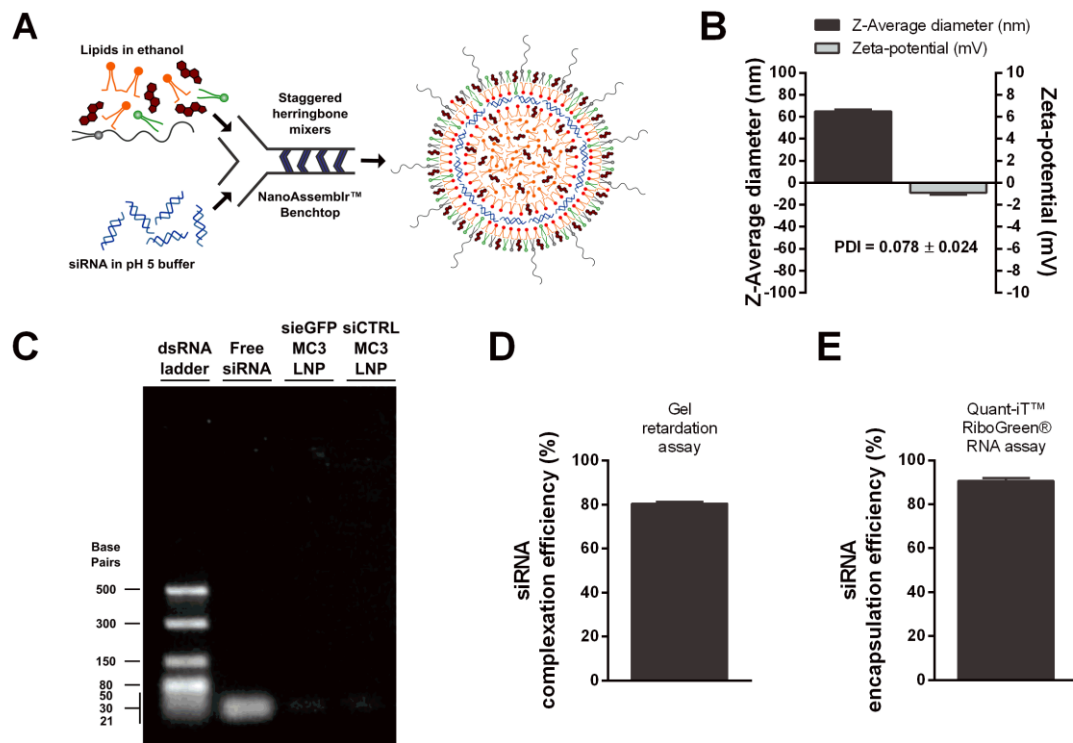 A
Lipids in ethanol
Staggered
herringbone
mixers
NanoAssemblr™
Benchtop
siRNA in pH 5 buffer
B
Z-Average diameter (nm)
Zeta-potential (mV)
Z-Average diameter (nm)
100
80
60
40
20
0
-20
-40
-60
-80
-100
10
8
6
4
2
0
-2
-4
-6
-8
-10
Zeta-potential (mV)
PDI = 0.078 ± 0.024
C
dsRNA
ladder
Free
siRNA
sieGFP
MC3
LNP
siCTRL
MC3
LNP
Base
Pairs
500
300
150
80
50
30
21
D
Gel
retardation
assay
siRNA
complexation efficiency (%)
100
80
60
40
20
0
E
Quant-iT™
RiboGreen®
RNA assay
siRNA
encapsulation efficiency (%)
100
80
60
40
20
0